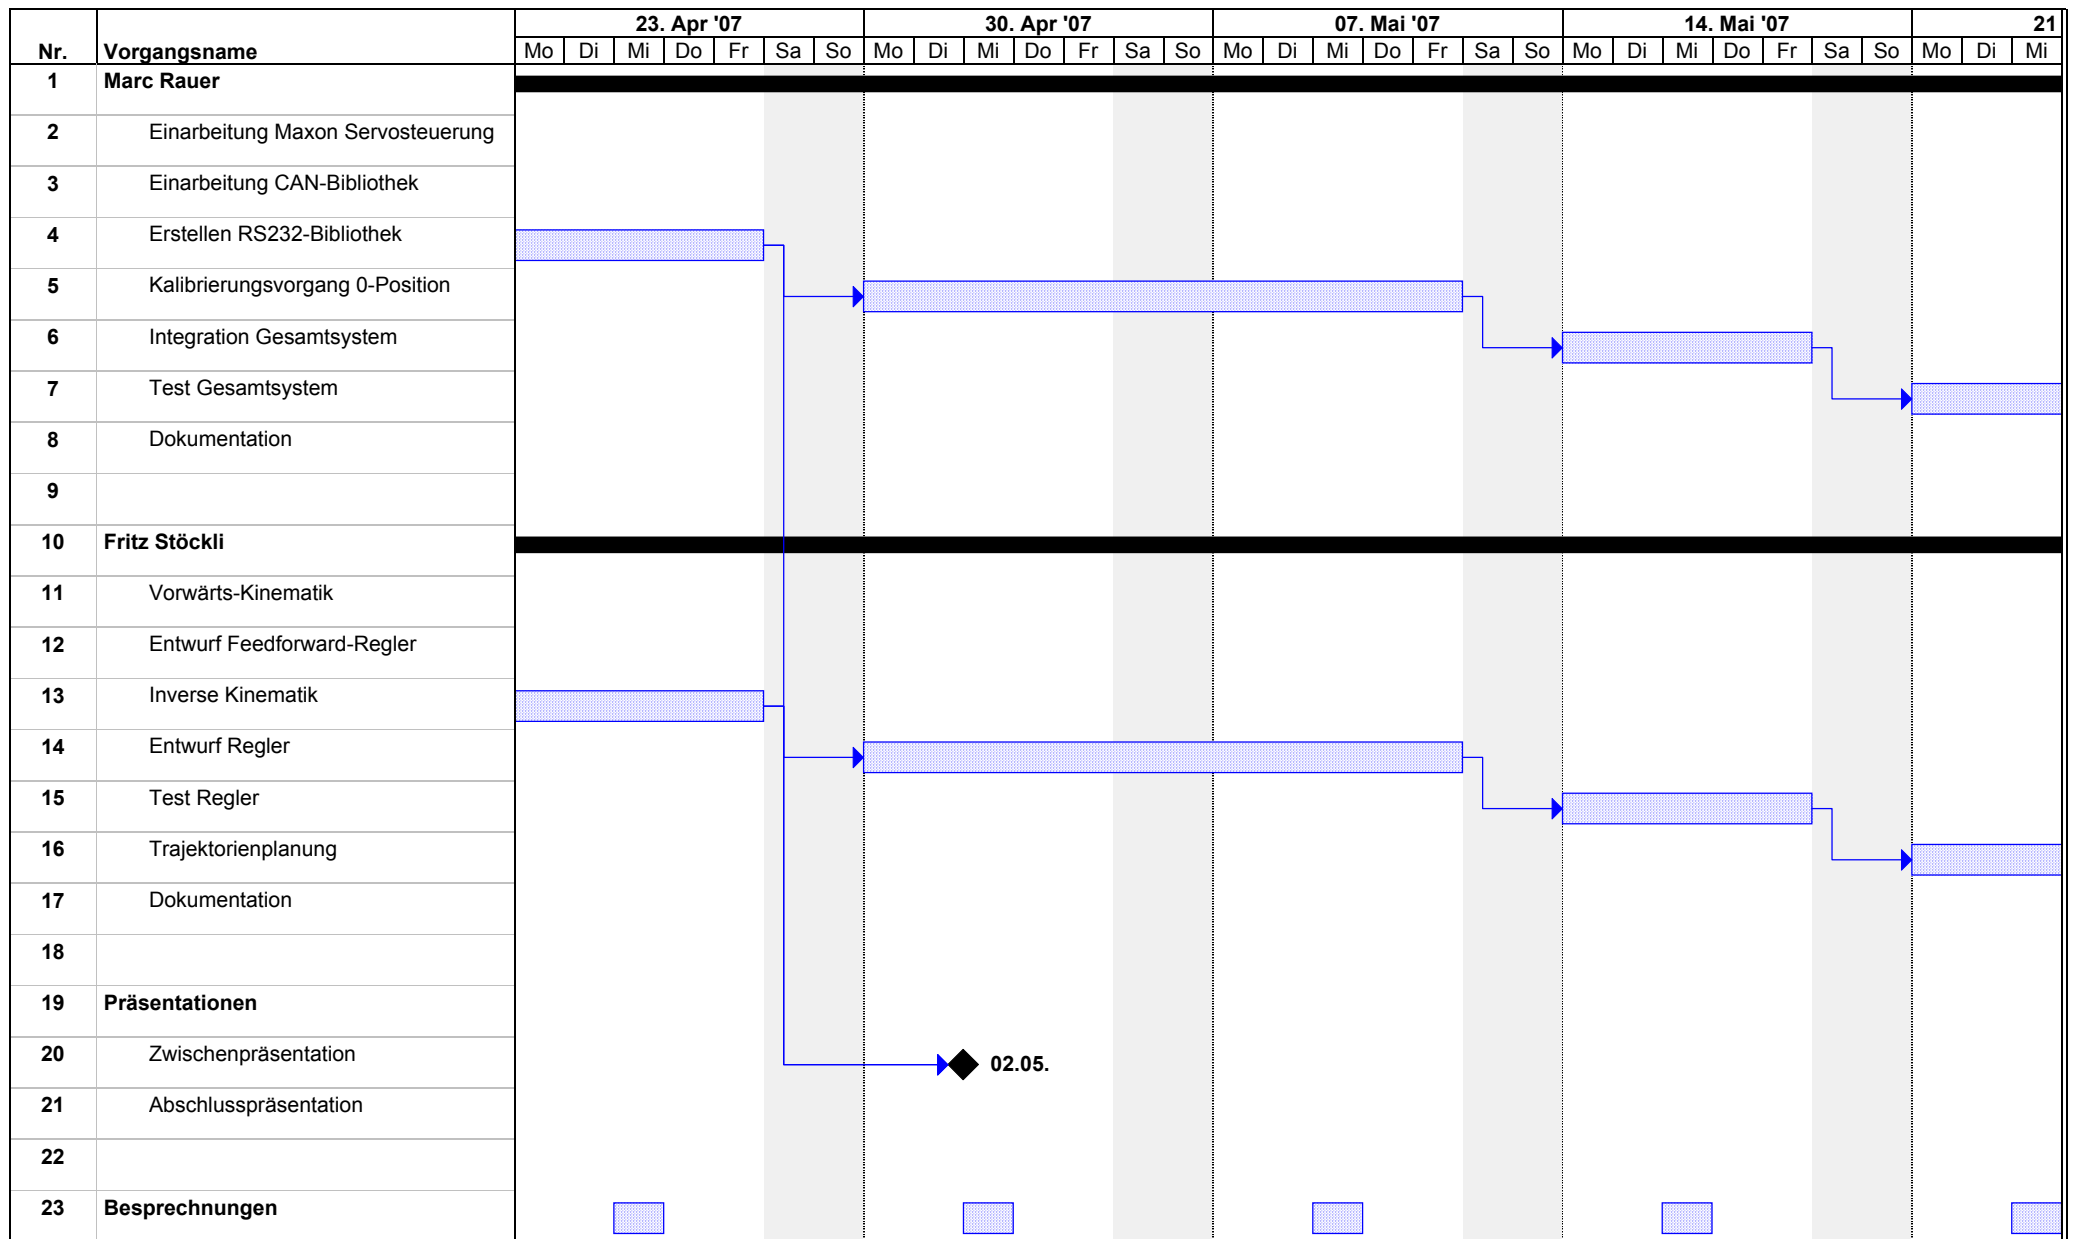 23. Apr '07 30. Apr '07 07. Mai '07 14. Mai '07 21
Nr. Vorgangsname Mo Di Mi Do Fr Sa So Mo Di Mi Do Fr Sa So Mo Di Mi Do Fr Sa So Mo Di Mi Do Fr Sa So Mo Di Mi
1 Marc Rauer
2 Einarbeitung Maxon Servosteuerung
3 Einarbeitung CAN-Bibliothek
4 Erstellen RS232-Bibliothek
5 Kalibrierungsvorgang 0-Position
6 Integration Gesamtsystem
7 Test Gesamtsystem
8 Dokumentation
9
10 Fritz Stöckli
11 Vorwärts-Kinematik
12 Entwurf Feedforward-Regler
13 Inverse Kinematik
14 Entwurf Regler
15 Test Regler
16 Trajektorienplanung
17 Dokumentation
18
19 Präsentationen
20 Zwischenpräsentation 02.05.
21 Abschlusspräsentation
22
23 Besprechnungen